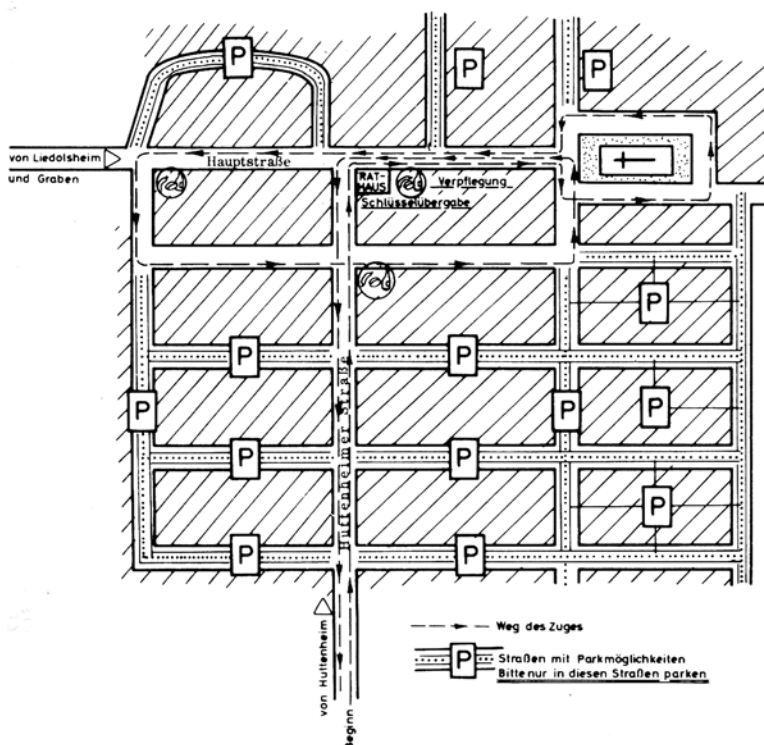 P
P
P
von Liedolsheim
und Graben
Hauptstraße
RAT-
HAUS
Verpflegung
Schlüsselübergabe
P
P
P
P
P
P
P
P
P
P
P
Huttenheimer Straße
von Huttenheim
Beginn
Weg des Zuges
P
Straßen mit Parkmöglichkeiten
Bitte nur in diesen Straßen parken